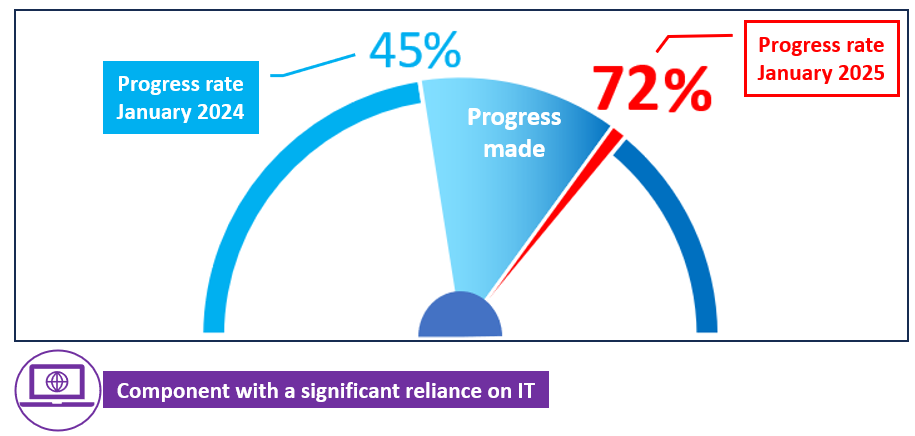 45%
Progress rate
January 2024
72%
Progress rate
January 2025
Progress
made
Component with a significant reliance on IT